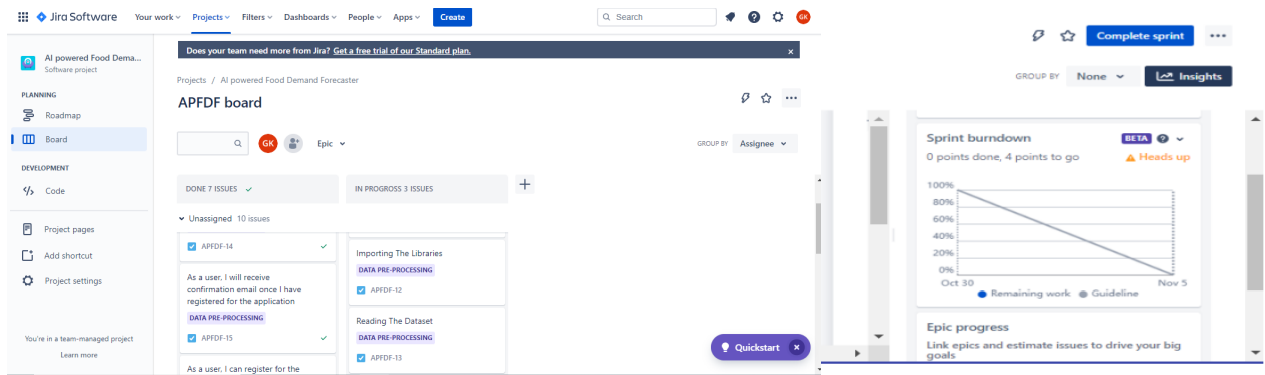 Jira Software
Your work
Projects
Filters
Dashboards
People
Apps
Create
Search
GK
AI powered Food Dema...
Software project
PLANNING
Roadmap
Board
DEVELOPMENT
Code
Project pages
Add shortcut
Project settings
You're in a team-managed project
Learn more
Does your team need more from Jira? Get a free trial of our Standard plan.
Projects / AI powered Food Demand Forecaster
APFDF board
GK
Epic
GROUP BY
Assignee
DONE 7 ISSUES
IN PROGROSS 3 ISSUES
Unassigned 10 issues
APFDF-14
As a user, I will receive
confirmation email once I have
registered for the application
DATA PRE-PROCESSING
APFDF-15
As a user, I can register for the
Importing The Libraries
DATA PRE-PROCESSING
APFDF-12
Reading The Dataset
DATA PRE-PROCESSING
APFDF-13
Quickstart
Complete sprint
GROUP BY
None
Insights
Sprint burndown
BETA
0 points done, 4 points to go
Heads up
100%
80%
60%
40%
20%
0%
Oct 30
Nov 5
Remaining work
Guideline
Epic progress
Link epics and estimate issues to drive your big
goals